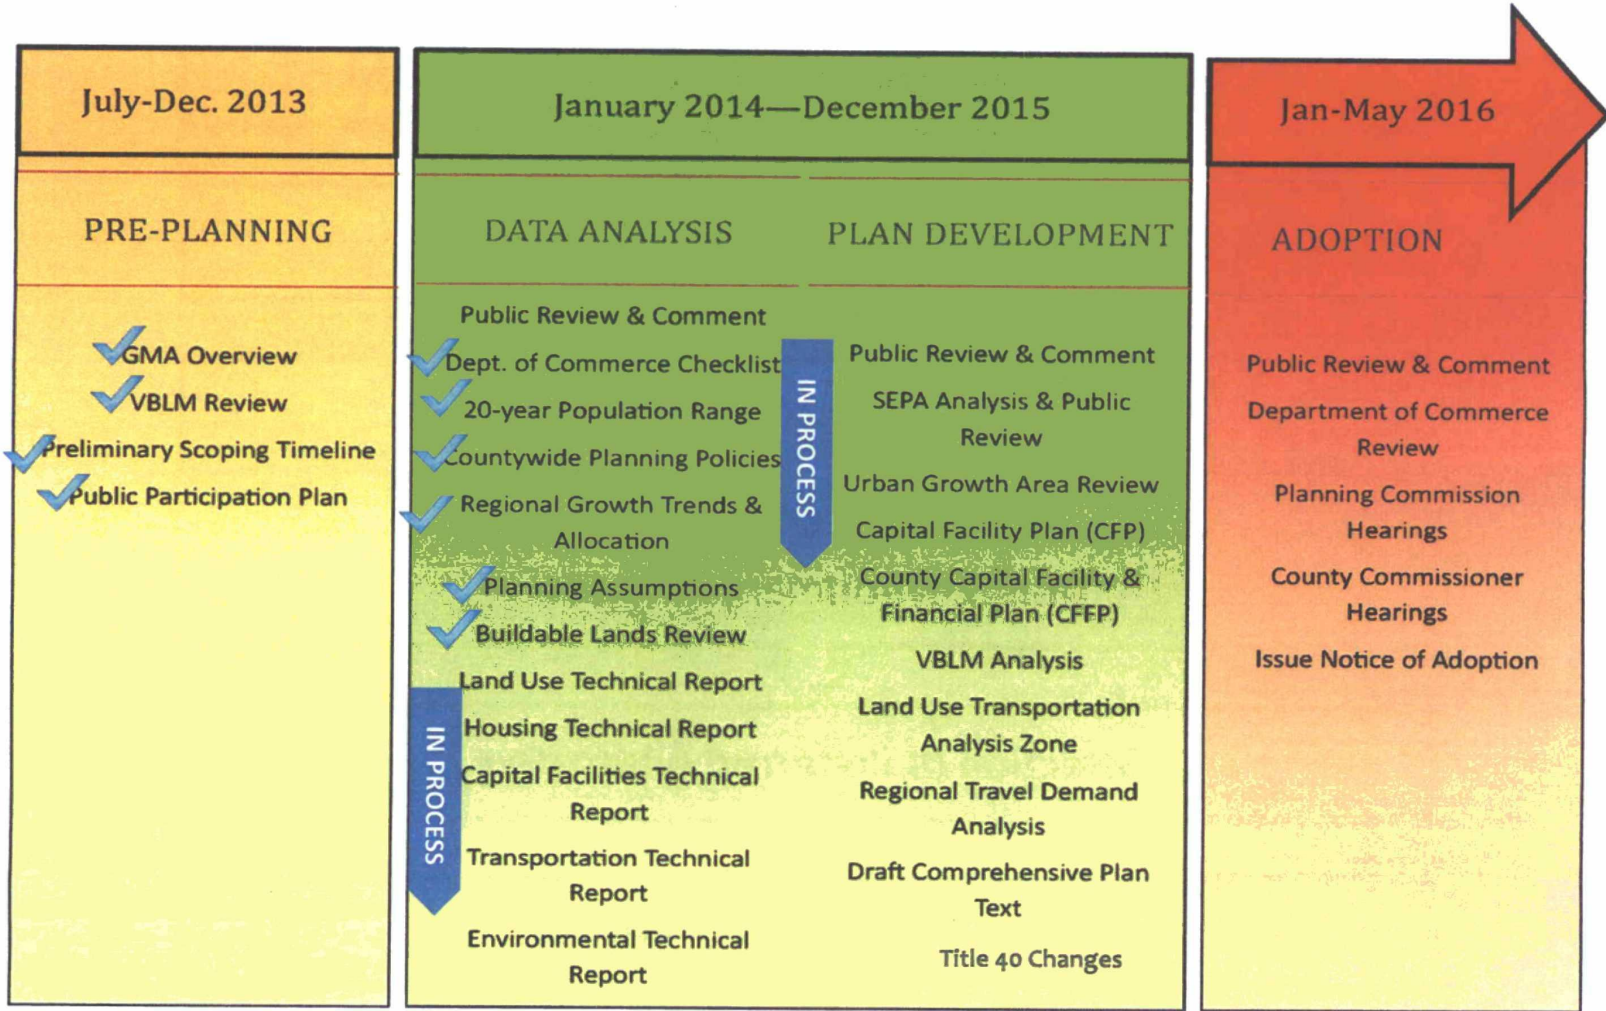 July-Dec. 2013
PRE-PLANNING
GMA Overview
VBLM Review
Preliminary Scoping Timeline
Public Participation Plan
January 2014—December 2015
DATA ANALYSIS
Public Review & Comment
Dept. of Commerce Checklist
20-year Population Range
Countywide Planning Policies
Regional Growth Trends &
Allocation
Planning Assumptions
Buildable Lands Review
Land Use Technical Report
Housing Technical Report
Capital Facilities Technical
Report
Transportation Technical
Report
Environmental Technical
Report
IN PROCESS
PLAN DEVELOPMENT
IN PROCESS
Public Review & Comment
SEPA Analysis & Public
Review
Urban Growth Area Review
Capital Facility Plan (CFP)
County Capital Facility &
Financial Plan (CFFP)
VBLM Analysis
Land Use Transportation
Analysis Zone
Regional Travel Demand
Analysis
Draft Comprehensive Plan
Text
Title 40 Changes
Jan-May 2016
ADOPTION
Public Review & Comment
Department of Commerce
Review
Planning Commission
Hearings
County Commissioner
Hearings
Issue Notice of Adoption